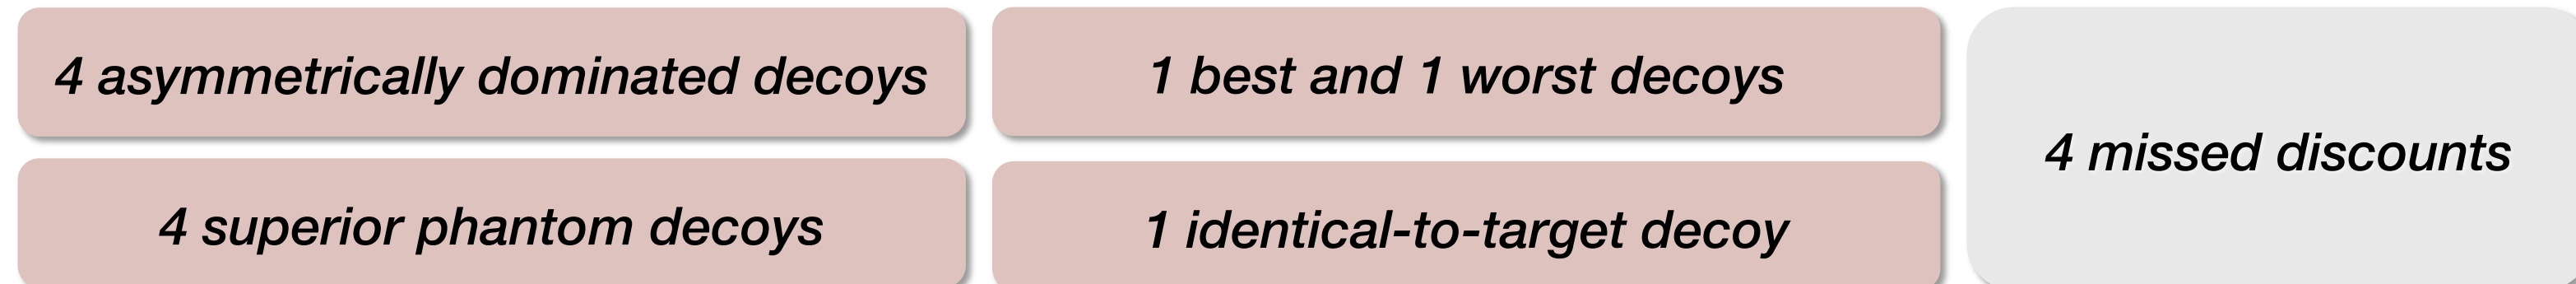 4 asymmetrically dominated decoys
1 best and 1 worst decoys
4 missed discounts
4 superior phantom decoys
1 identical-to-target decoy